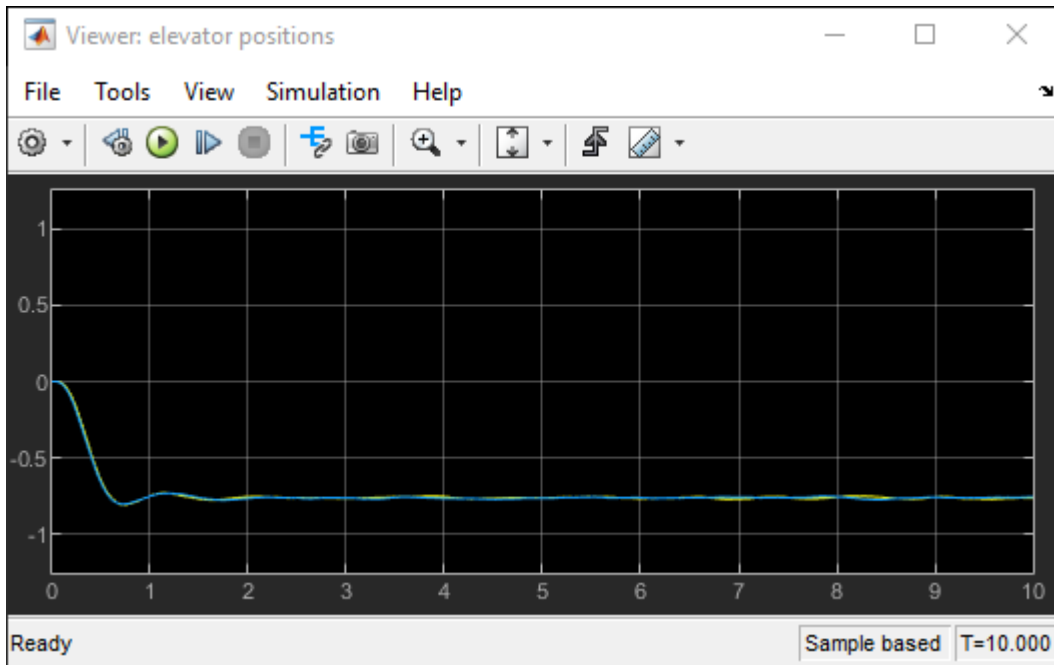 Viewer: elevator positions
File Tools View Simulation Help
1
0.5
0
-0.5
-1
0 1 2 3 4 5 6 7 8 9 10
Ready Sample based T=10.000